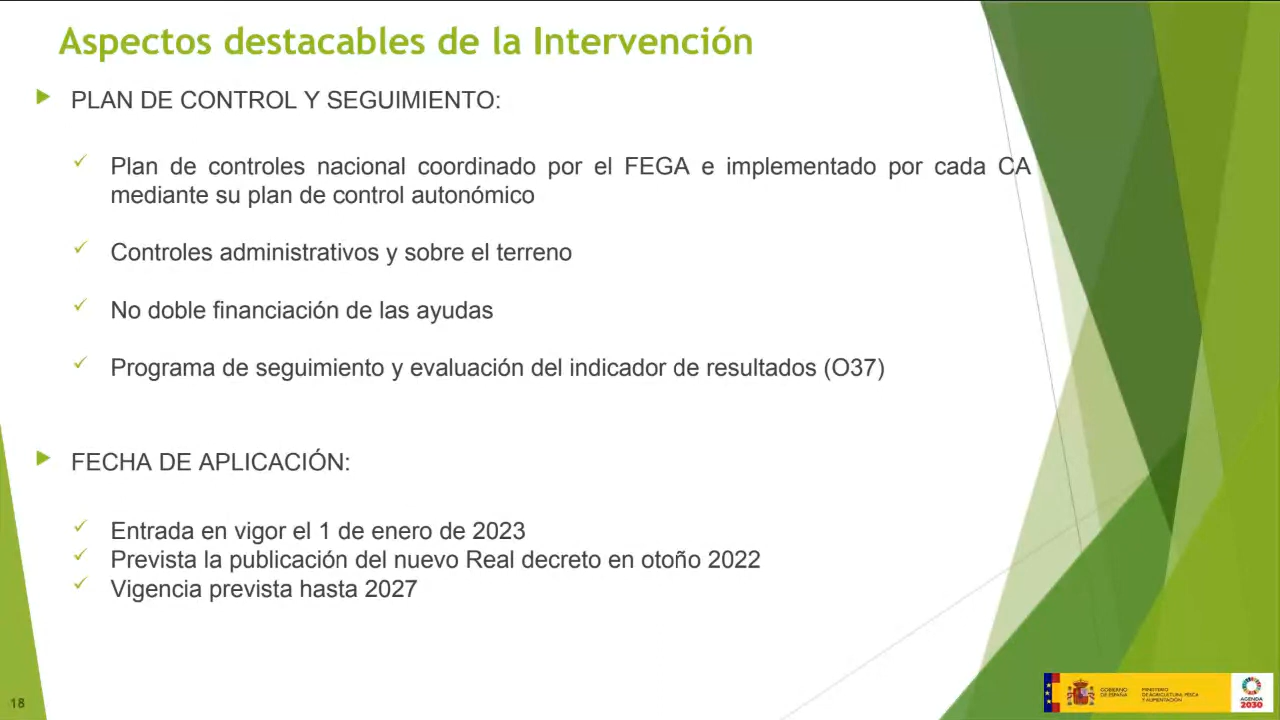 Aspectos destacables de la Intervención
PLAN DE CONTROL Y SEGUIMIENTO:
Plan de controles nacional coordinado por el FEGA e implementado por cada CA
mediante su plan de control autonómico
Controles administrativos y sobre el terreno
No doble financiación de las ayudas
Programa de seguimiento y evaluación del indicador de resultados (O37)
FECHA DE APLICACIÓN:
Entrada en vigor el 1 de enero de 2023
Prevista la publicación del nuevo Real decreto en otoño 2022
Vigencia prevista hasta 2027
18
GOBIERNO
DE ESPAÑA
MINISTERIO
DE AGRICULTURA, PESCA
Y ALIMENTACIÓN
AGENDA
2030